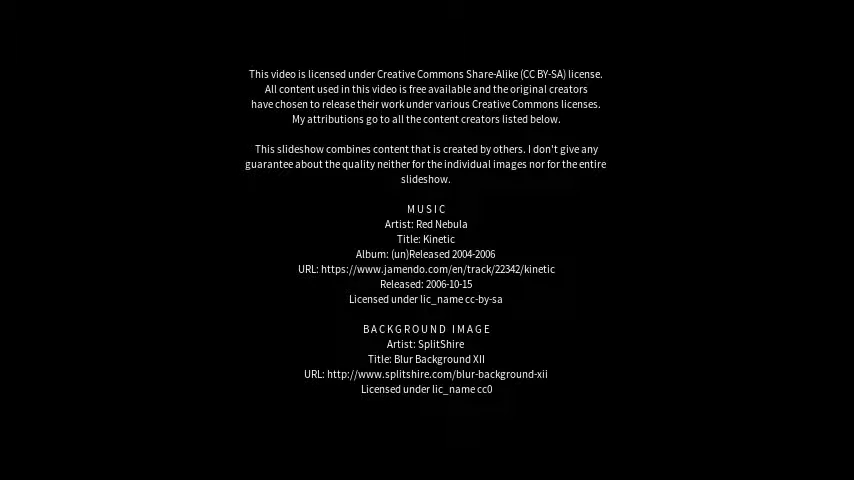 This video is licensed under Creative Commons Share-Alike (CC BY-SA) license.
All content used in this video is free available and the original creators
have chosen to release their work under various Creative Commons licenses.
My attributions go to all the content creators listed below.
This slideshow combines content that is created by others. I don't give any
guarantee about the quality neither for the individual images nor for the entire
slideshow.
MUSIC
Artist: Red Nebula
Title: Kinetic
Album: (un)Released 2004-2006
URL: https://www.jamendo.com/en/track/22342/kinetic
Released: 2006-10-15
Licensed under lic_name cc-by-sa
BACKGROUND IMAGE
Artist: SplitShire
Title: Blur Background XII
URL: http://www.splitshire.com/blur-background-xii
Licensed under lic_name cc0